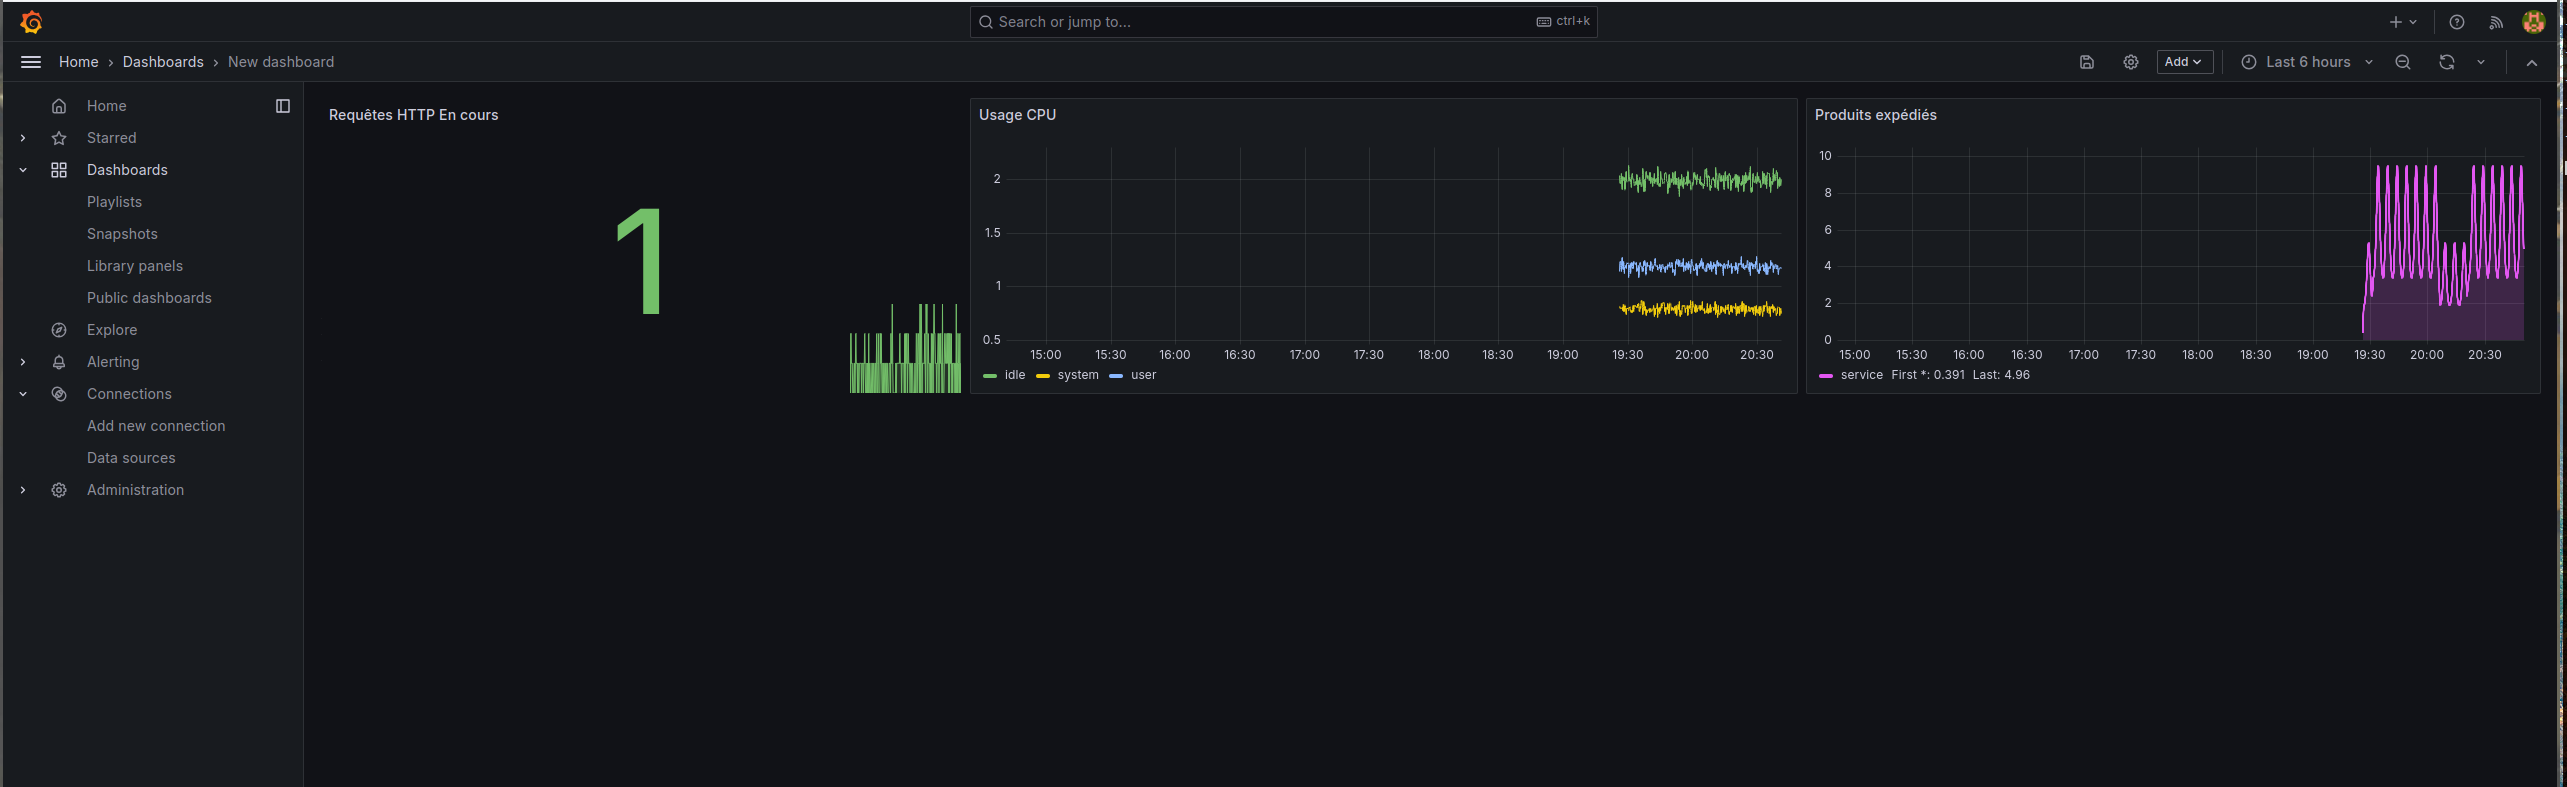 Search or jump to...
ctrl+k
Home › Dashboards › New dashboard
Add
Last 6 hours
Home
Starred
Dashboards
Playlists
Snapshots
Library panels
Public dashboards
Explore
Alerting
Connections
Add new connection
Data sources
Administration
Requêtes HTTP En cours
1
Usage CPU
2
1.5
1
0.5
15:00 15:30 16:00 16:30 17:00 17:30 18:00 18:30 19:00 19:30 20:00 20:30
idle system user
Produits expédiés
10
8
6
4
2
0
15:00 15:30 16:00 16:30 17:00 17:30 18:00 18:30 19:00 19:30 20:00 20:30
service First *: 0.391 Last: 4.96